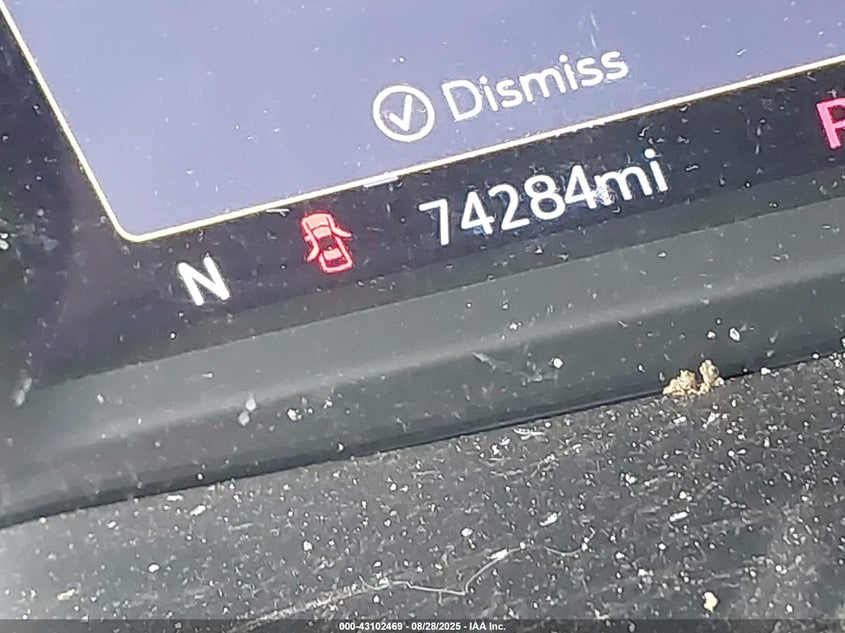 Dismiss
74284mi
P
N
000-43102469 - 08/28/2025 - IAA Inc.